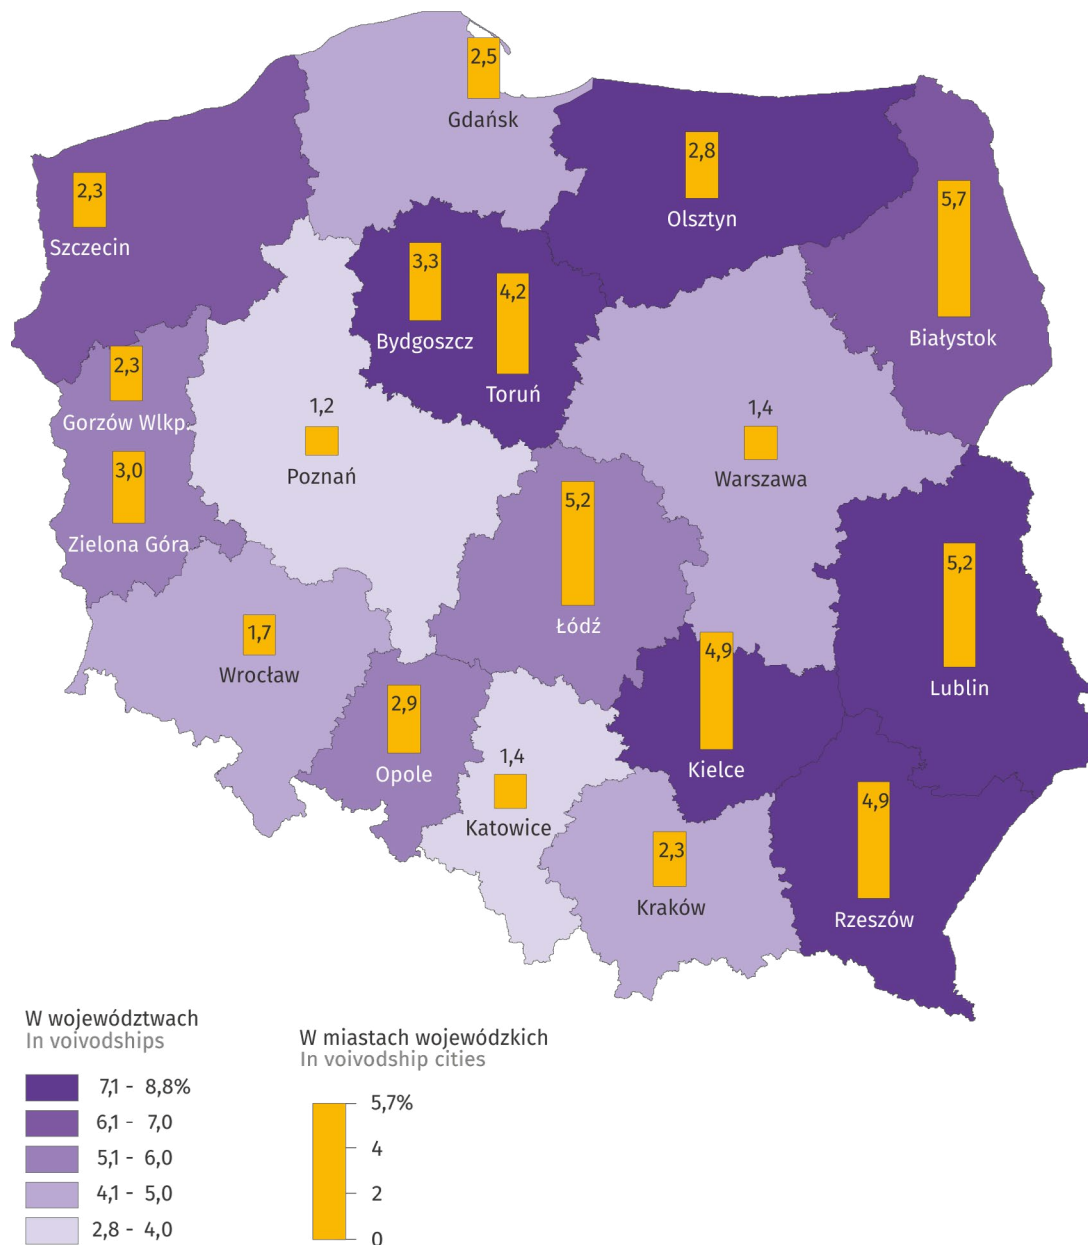 2,5
Gdańsk
2,8
Olsztyn
2,3
Szczecin
5,7
Białystok
3,3
Bydgoszcz
4,2
Toruń
2,3
Gorzów Wlkp.
1,2
Poznań
1,4
Warszawa
3,0
Zielona Góra
5,2
Łódź
5,2
Lublin
1,7
Wrocław
4,9
Kielce
2,9
Opole
1,4
Katowice
2,3
Kraków
4,9
Rzeszów
W województwach
In voivodships
7,1 - 8,8%
6,1 - 7,0
5,1 - 6,0
4,1 - 5,0
2,8 - 4,0
W miastach wojewódzkich
In voivodship cities
5,7%
4
2
0